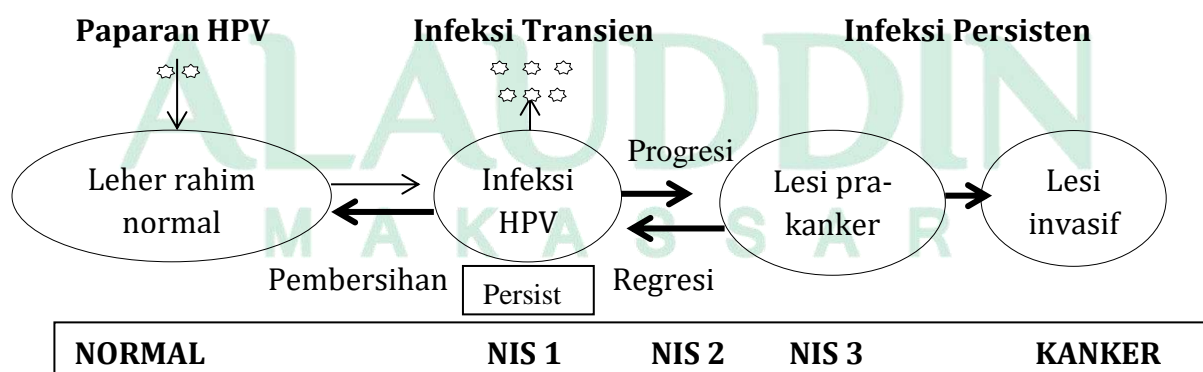 Paparan HPV Infeksi Transien Infeksi Persisten
ALAUDDIN
Progresi
Leher rahim normal
Infeksi HPV
Lesi pra-
kanker
Lesi
invasif
MAKASSAR
Pembersihan
Persist
Regresi
NORMAL NIS 1 NIS 2 NIS 3 KANKER